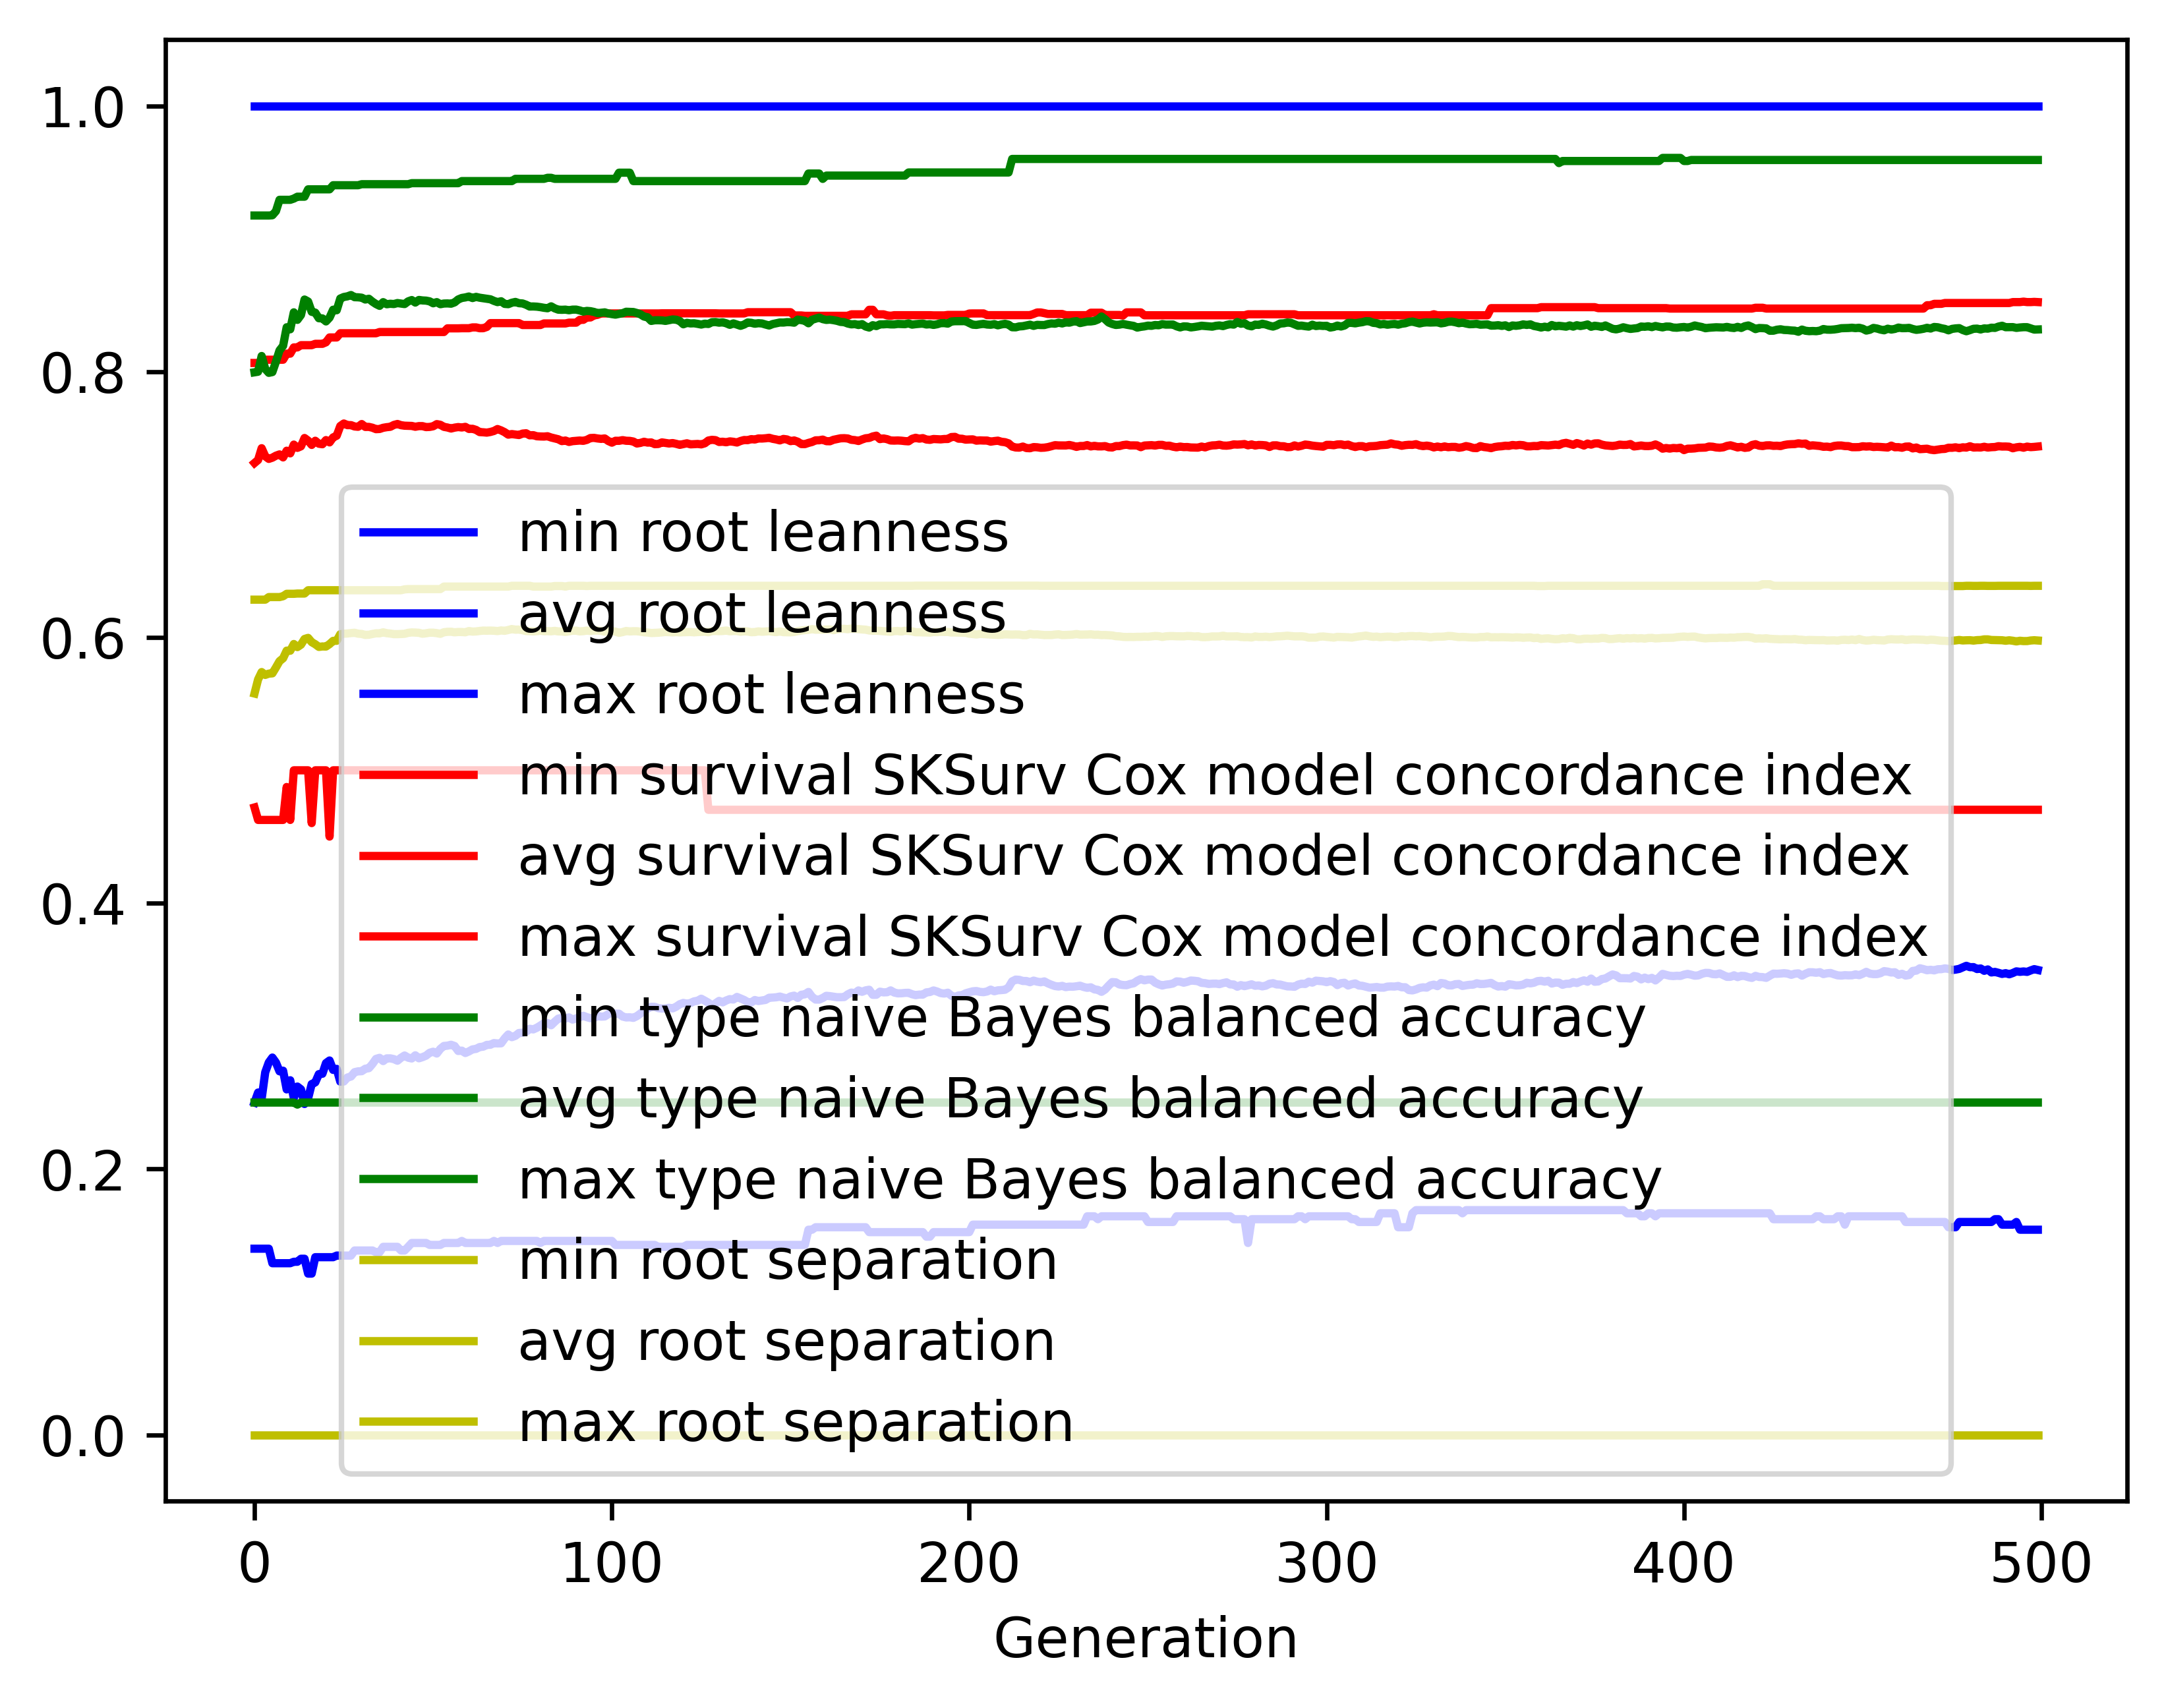 1.0
0.8
0.6
0.4
0.2
0.0
min root leanness
avg root leanness
max root leanness
min survival SKSurv Cox model concordance index
avg survival SKSurv Cox model concordance index
max survival SKSurv Cox model concordance index
min type naive Bayes balanced accuracy
avg type naive Bayes balanced accuracy
max type naive Bayes balanced accuracy
min root separation
avg root separation
max root separation
0 100 200 300 400 500
Generation